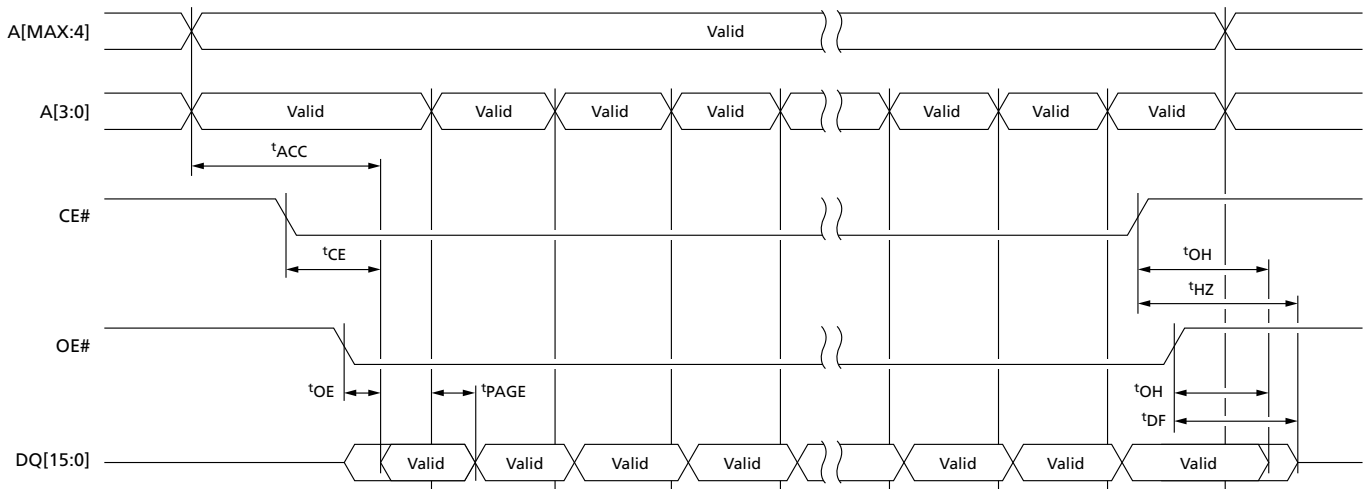 A[MAX:4] Valid
A[3:0] Valid Valid Valid Valid Valid Valid Valid
tACC
CE#
tCE tOH
tHZ
OE#
tOE tPAGE tOH
tDF
DQ[15:0] Valid Valid Valid Valid Valid Valid Valid